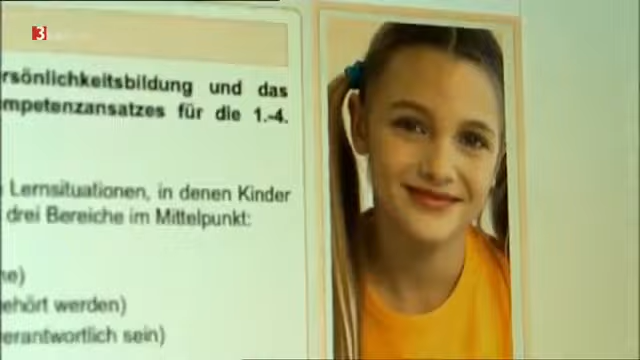 3
rsönlichkeitsbildung und das
mpetenzansatzes für die 1.-4.
Lernsituationen, in denen Kinder
drei Bereiche im Mittelpunkt:
ne)
ehört werden)
erantwortlich sein)